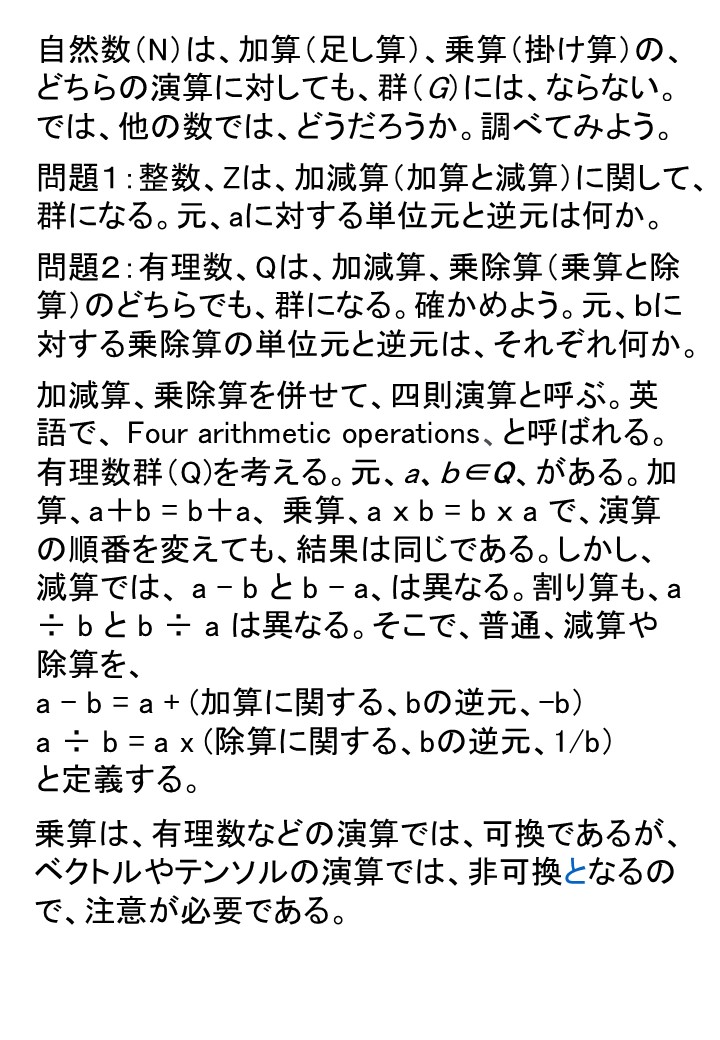 自然数（N）は、加算（足し算）、乗算（掛け算）の、
どちらの演算に対しても、群（G）には、ならない。
では、他の数では、どうだろうか。調べてみよう。
問題１：整数、Zは、加減算（加算と減算）に関して、
群になる。元、aに対する単位元と逆元は何か。
問題２：有理数、Qは、加減算、乗除算（乗算と除
算）のどちらでも、群になる。確かめよう。元、ｂに
対する乗除算の単位元と逆元は、それぞれ何か。
加減算、乗除算を併せて、四則演算と呼ぶ。英
語で、 Four arithmetic operations、と呼ばれる。
有理数群（Q)を考える。元、a、b∈Q、がある。加
算、a＋b = b＋a、 乗算、a x b = b x a で、演算
の順番を変えても、結果は同じである。しかし、
減算では、 a – b と b – a、は異なる。割り算も、a
÷ b と b ÷ a は異なる。そこで、普通、減算や
除算を、
a – b = a + (加算に関する、bの逆元、-b）
a ÷ b = a x (除算に関する、bの逆元、1/b）
と定義する。
乗算は、有理数などの演算では、可換であるが、
ベクトルやテンソルの演算では、非可換となるの
で、注意が必要である。